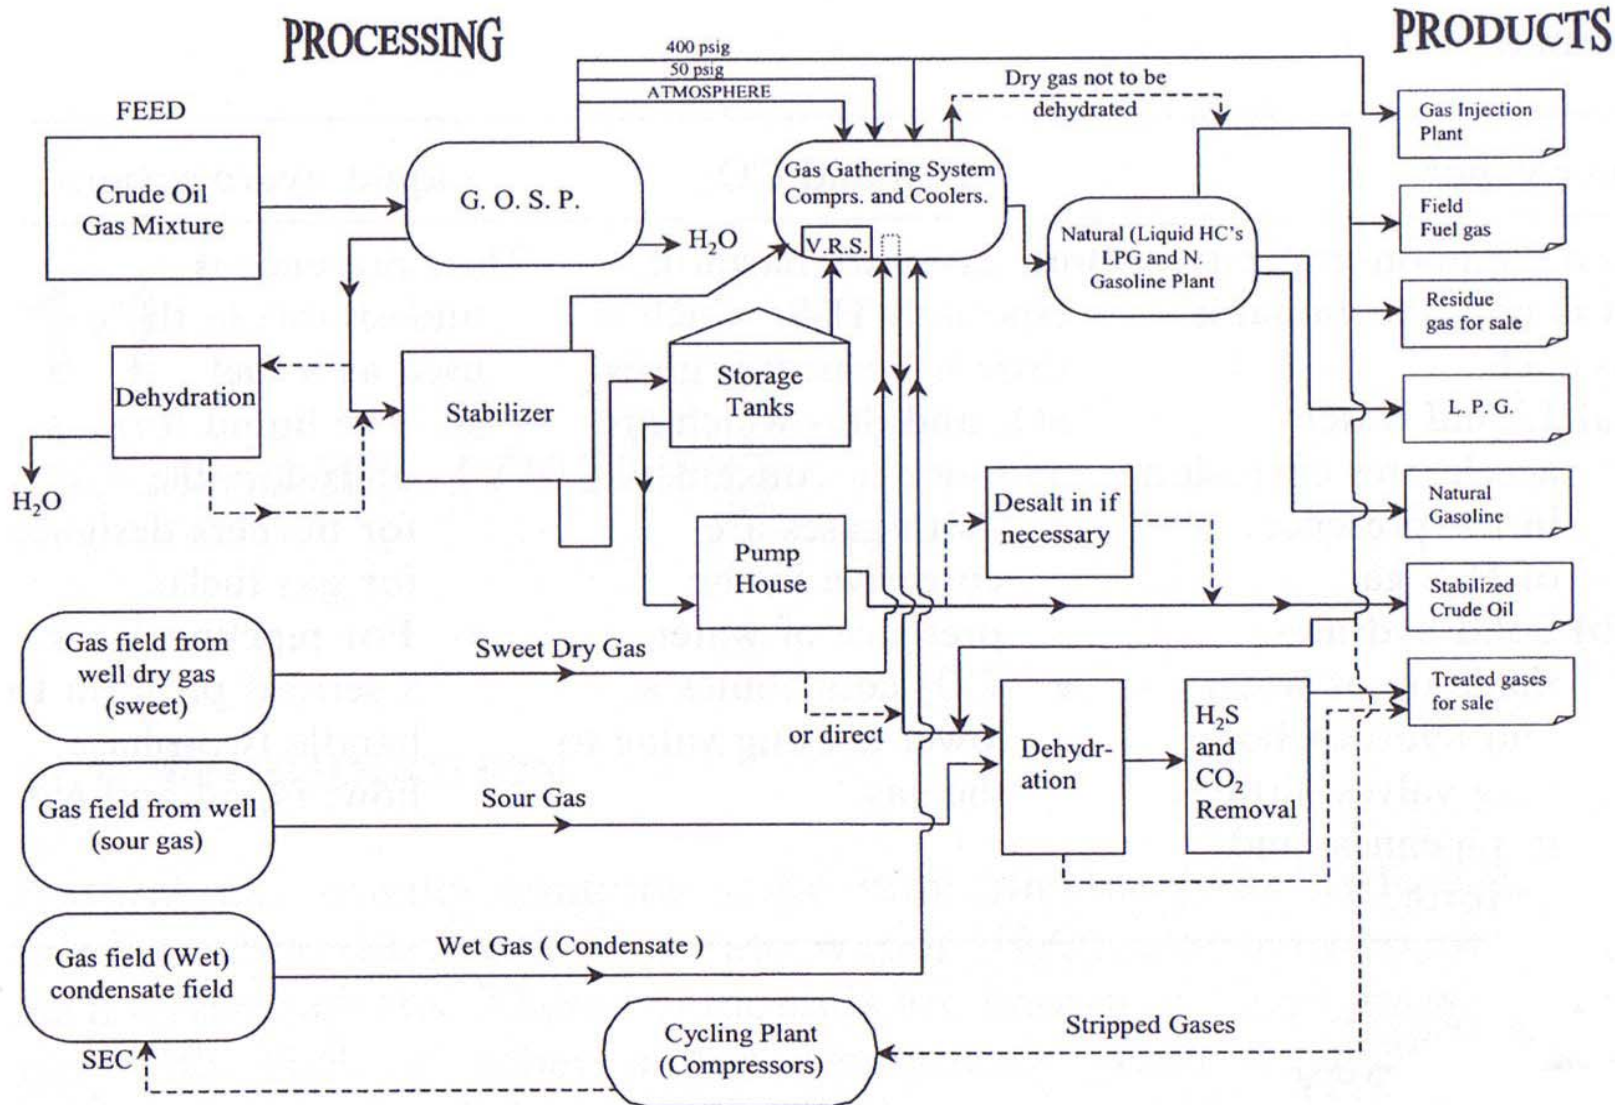 PROCESSING
PRODUCTS
FEED
Crude Oil
Gas Mixture
G. O. S. P.
H₂O
400 psig
50 psig
ATMOSPHERE
Dry gas not to be
dehydrated
Gas Gathering System
Comprs. and Coolers.
V.R.S.
Natural (Liquid HC's
LPG and N.
Gasoline Plant
Gas Injection
Plant
Field
Fuel gas
Residue
gas for sale
L. P. G.
Natural
Gasoline
Stabilized
Crude Oil
Treated gases
for sale
Dehydration
H₂O
Stabilizer
Storage
Tanks
Pump
House
Desalt in if
necessary
Gas field from
well dry gas
(sweet)
Sweet Dry Gas
or direct
Dehydr-
ation
H₂S
and
CO₂
Removal
Gas field from well
(sour gas)
Sour Gas
Gas field (Wet)
condensate field
Wet Gas ( Condensate )
SEC
Cycling Plant
(Compressors)
Stripped Gases